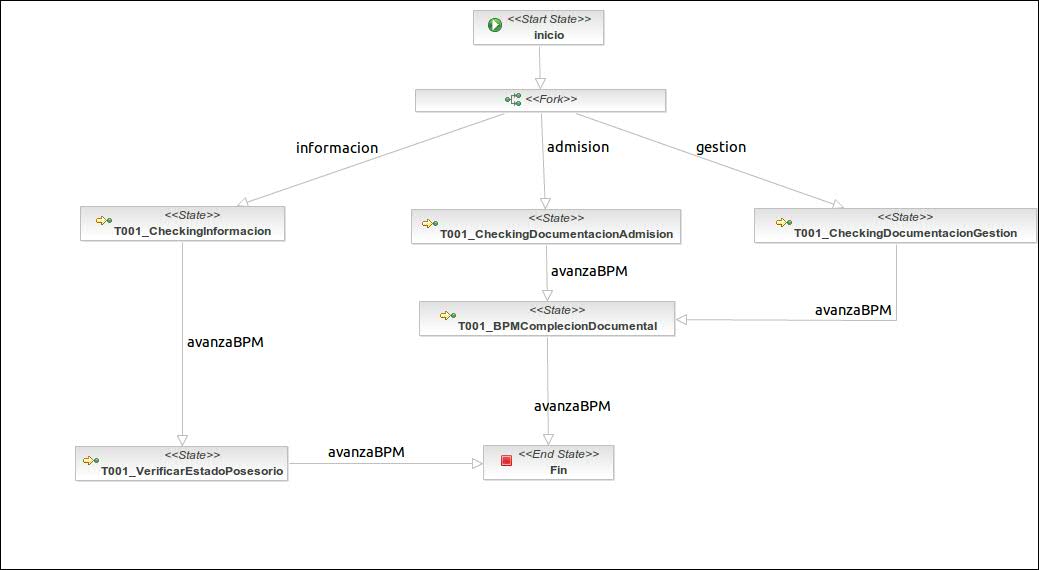 <<Start State>>
inicio
<<Fork>>
informacion
admision
gestion
<<State>>
T001_CheckingInformacion
<<State>>
T001_CheckingDocumentacionAdmision
<<State>>
T001_CheckingDocumentacionGestion
avanzaBPM
<<State>>
T001_BPMComplecionDocumental
avanzaBPM
avanzaBPM
avanzaBPM
<<State>>
T001_VerificarEstadoPosesorio
avanzaBPM
<<End State>>
Fin